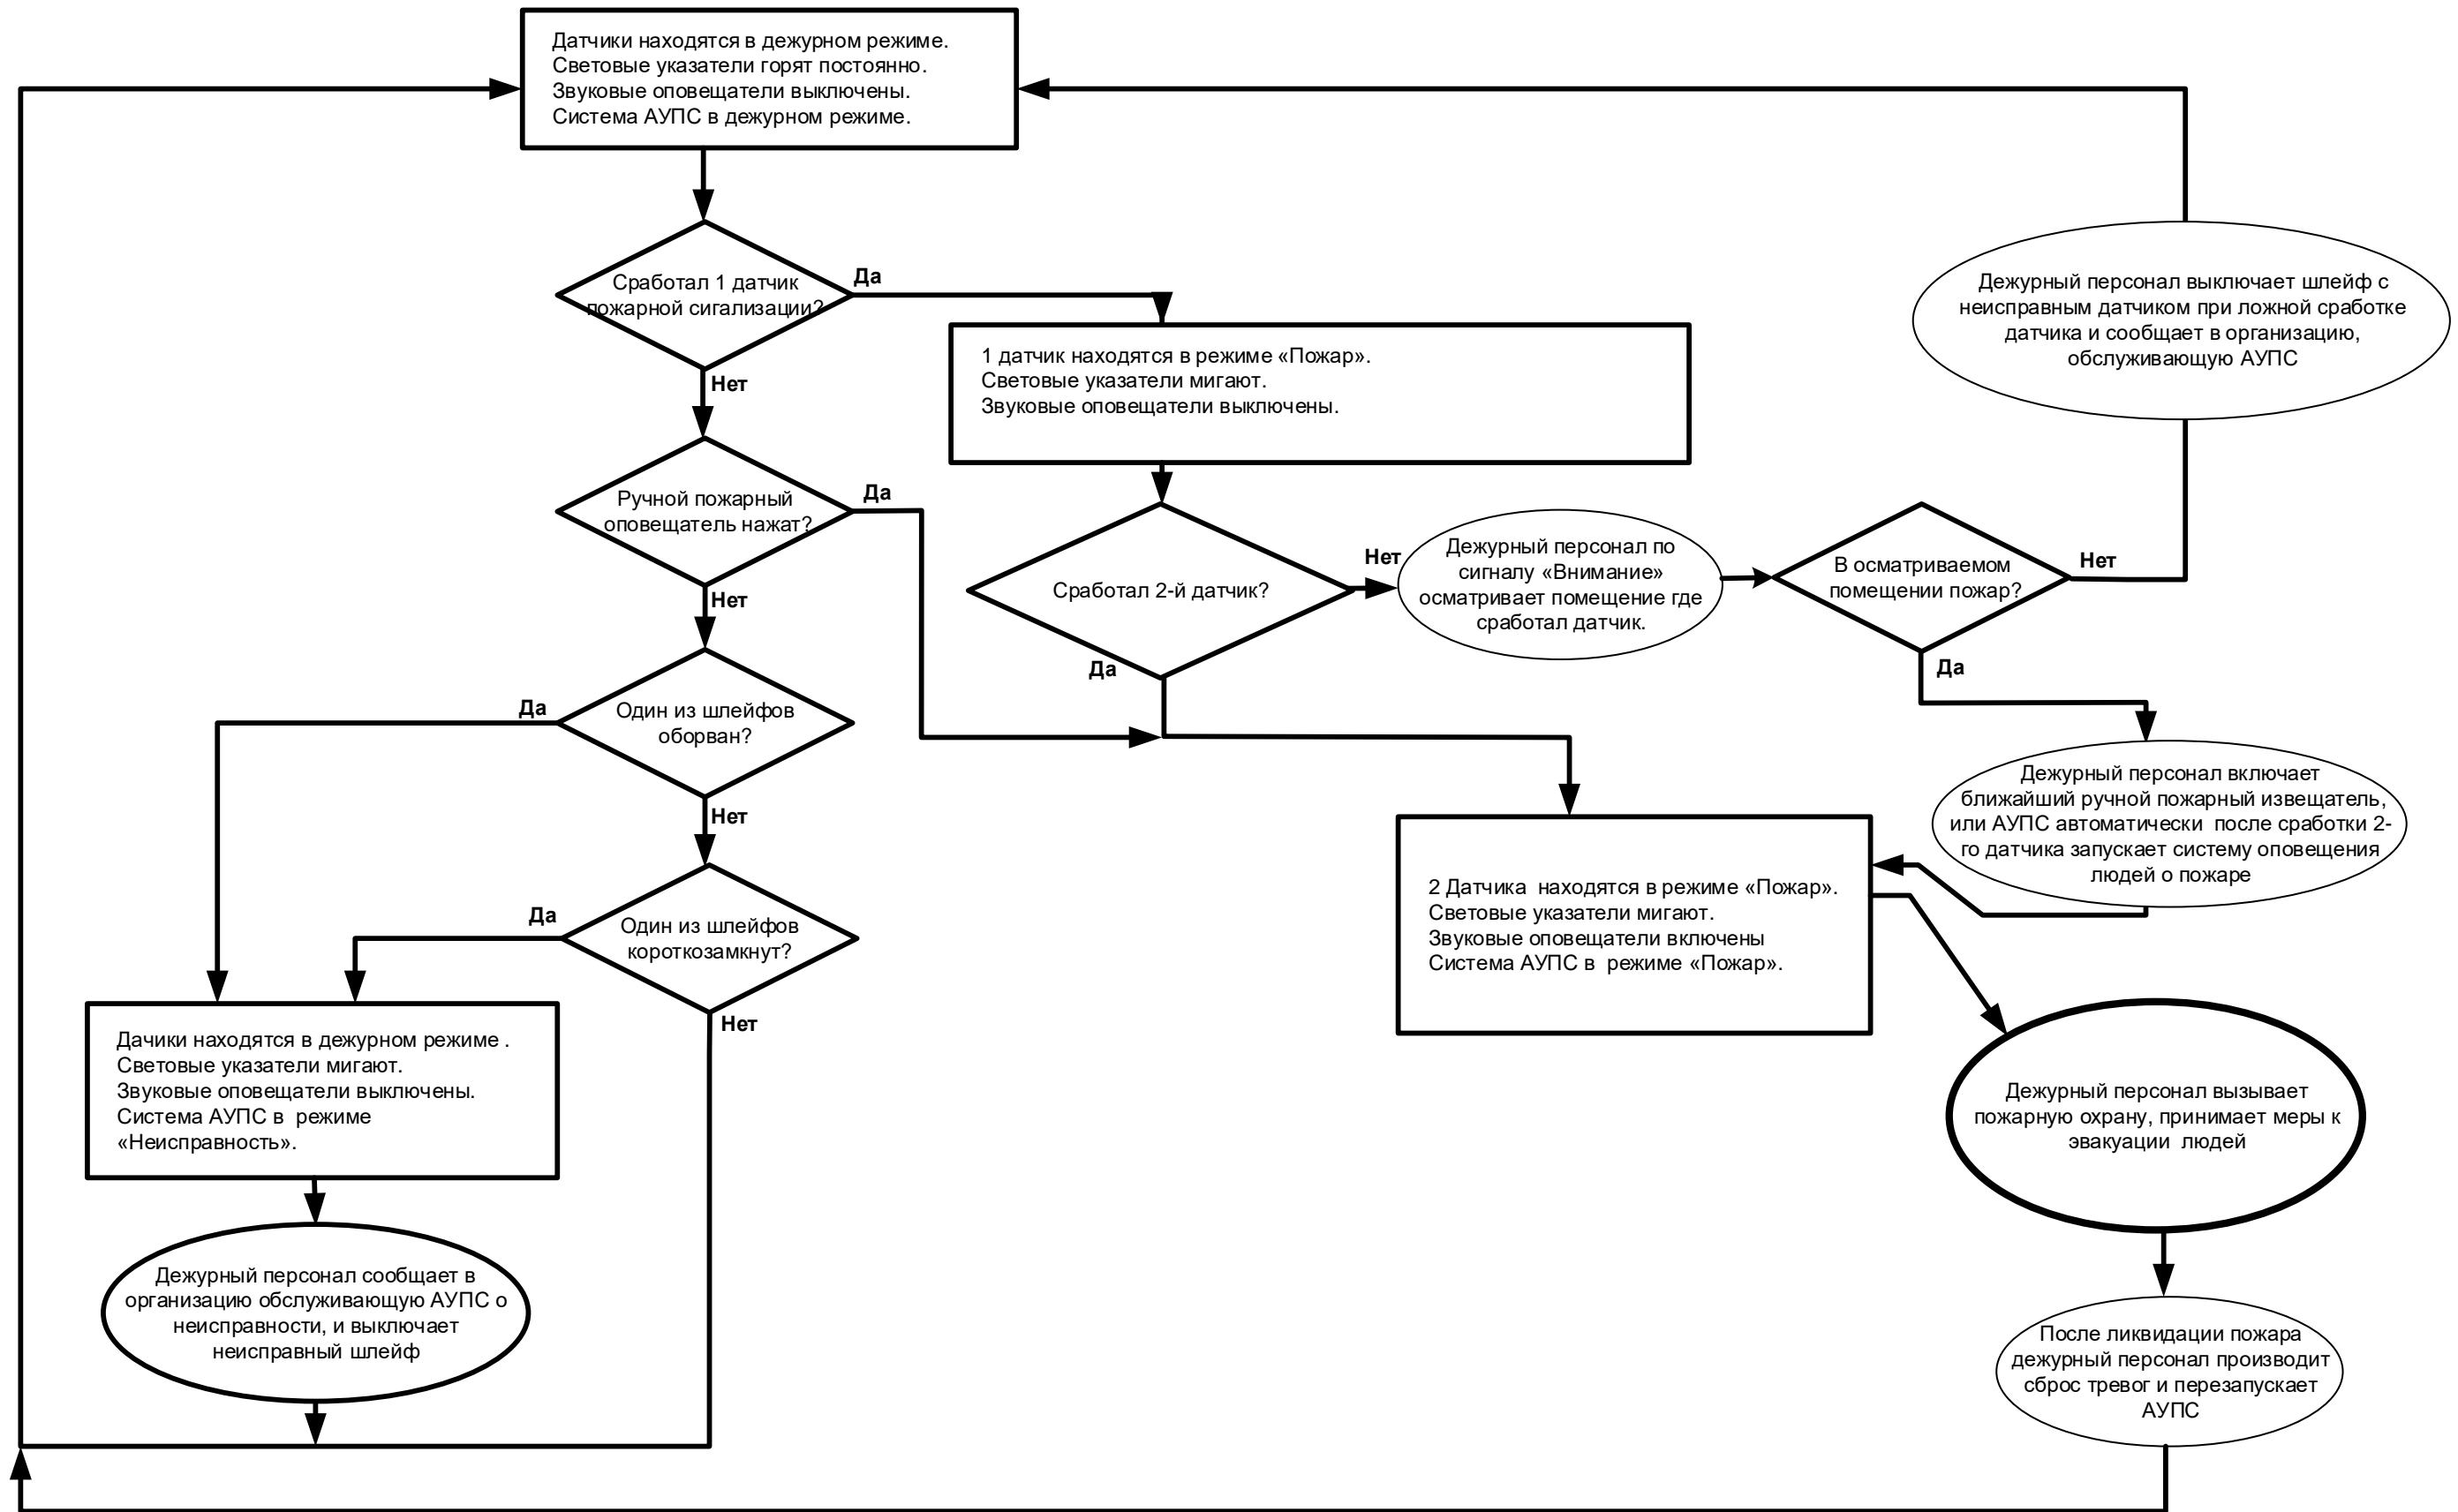 Датчики находятся в дежурном режиме.
Световые указатели горят постоянно.
Звуковые оповещатели выключены.
Система АУПС в дежурном режиме.
Сработал 1 датчик
пожарной сигализации?
Да
Нет
1 датчик находятся в режиме «Пожар».
Световые указатели мигают.
Звуковые оповещатели выключены.
Дежурный персонал выключает шлейф с
неисправным датчиком при ложной сработке
датчика и сообщает в организацию,
обслуживающую АУПС
Ручной пожарный
оповещатель нажат?
Да
Нет
Сработал 2-й датчик?
Нет
Да
Дежурный персонал по
сигналу «Внимание»
осматривает помещение где
сработал датчик.
В осматриваемом
помещении пожар?
Нет
Да
Один из шлейфов
оборван?
Да
Нет
Дежурный персонал включает
ближайший ручной пожарный извещатель,
или АУПС автоматически  после сработки 2-
го датчика запускает систему оповещения
людей о пожаре
2 Датчика  находятся в режиме «Пожар».
Световые указатели мигают.
Звуковые оповещатели включены
Система АУПС в  режиме «Пожар».
Один из шлейфов
короткозамкнут?
Да
Нет
Дачики находятся в дежурном режиме .
Световые указатели мигают.
Звуковые оповещатели выключены.
Система АУПС в  режиме
«Неисправность».
Дежурный персонал вызывает
пожарную охрану, принимает меры к
эвакуации  людей
Дежурный персонал сообщает в
организацию обслуживающую АУПС о
неисправности, и выключает
неисправный шлейф
После ликвидации пожара
дежурный персонал производит
сброс тревог и перезапускает
АУПС